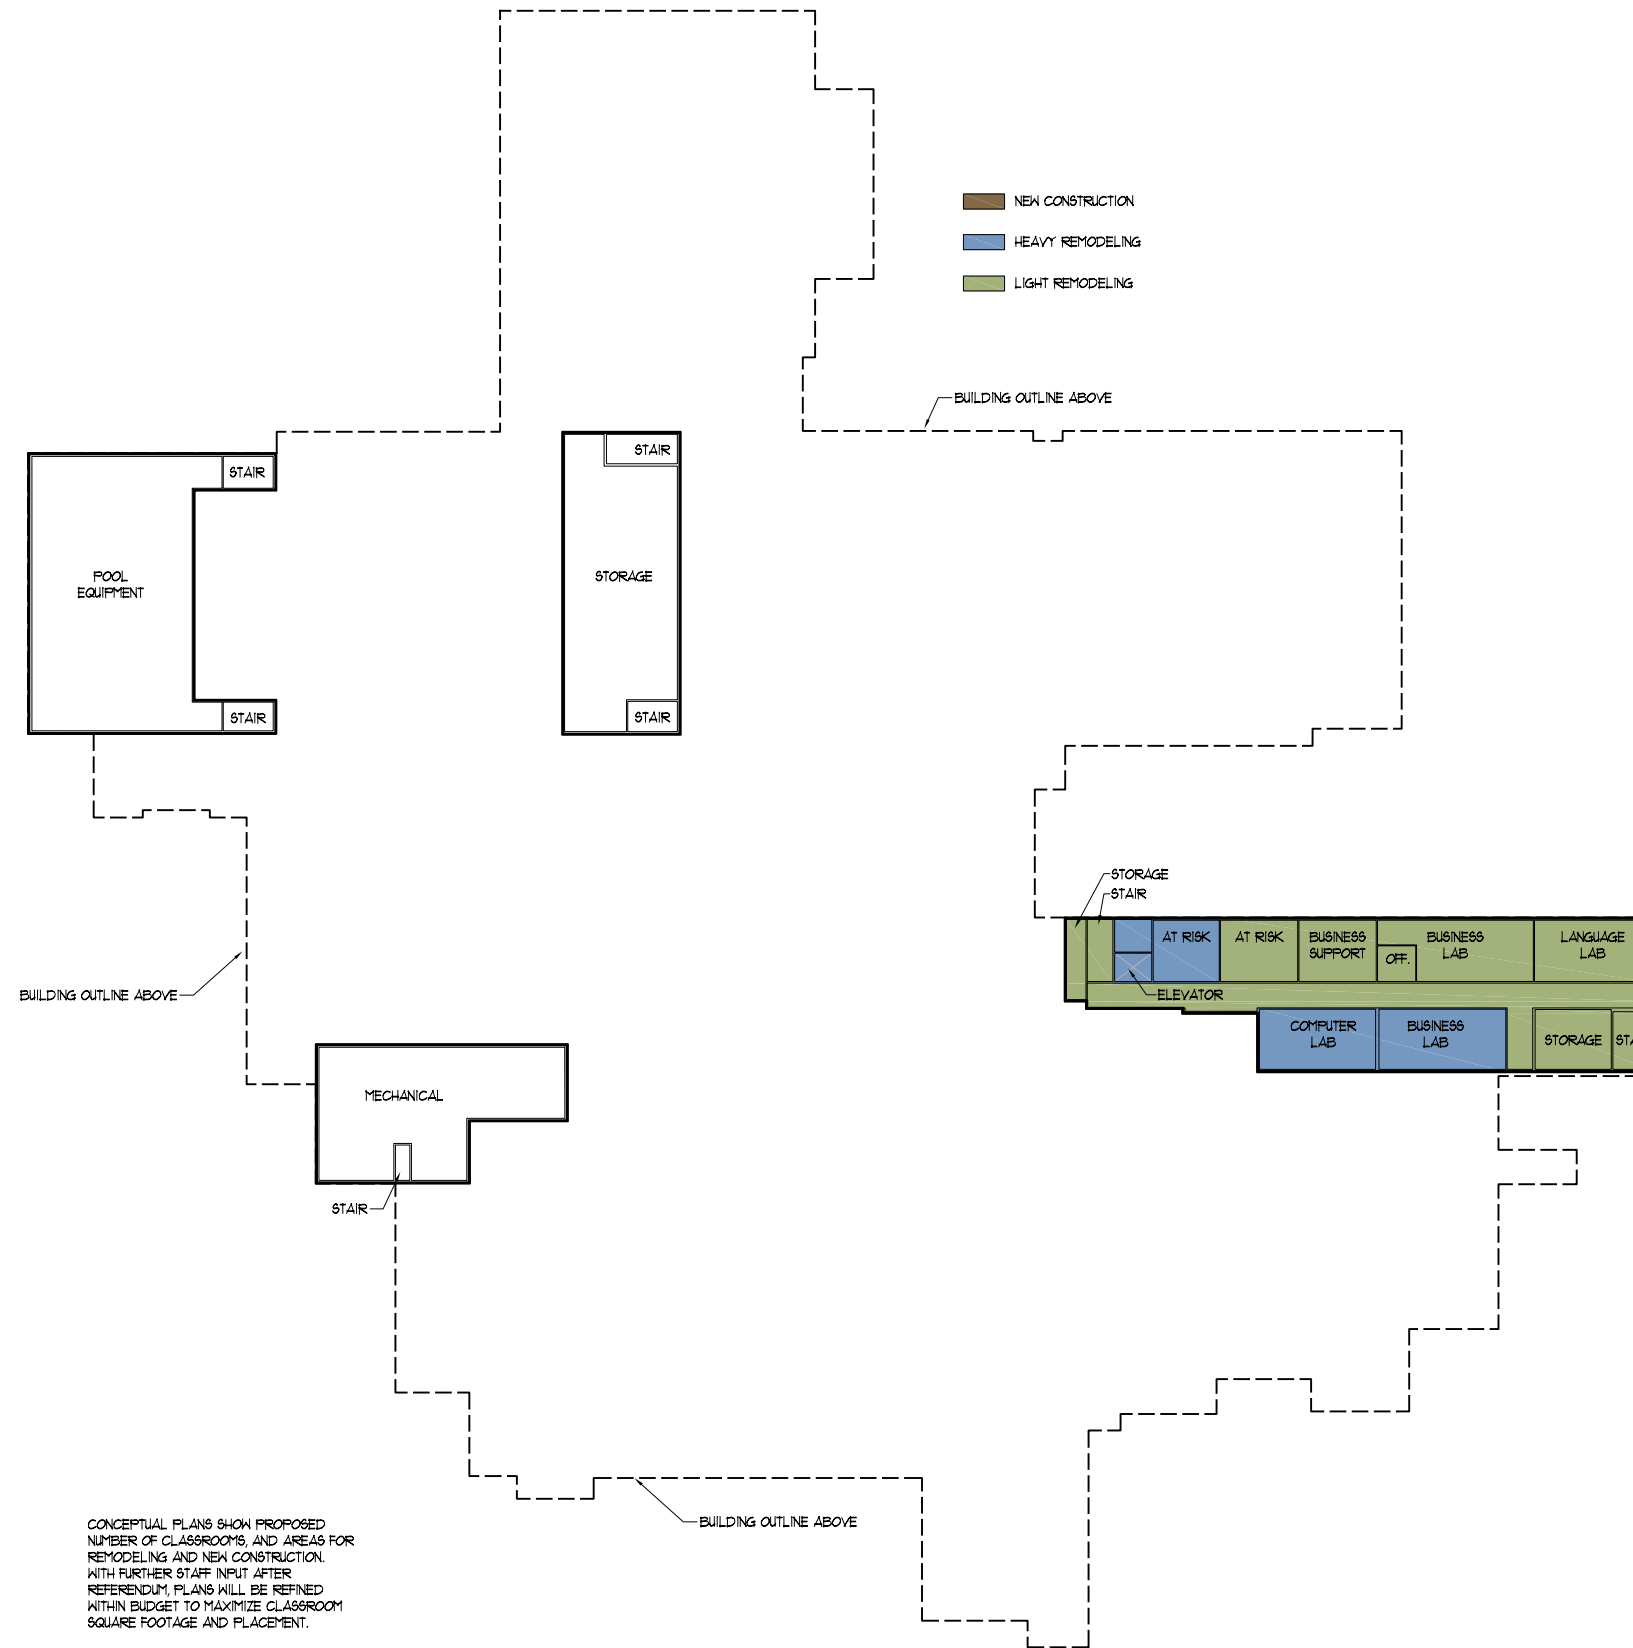 NEW CONSTRUCTION
HEAVY REMODELING
LIGHT REMODELING
BUILDING OUTLINE ABOVE
STAIR
STAIR
POOL
EQUIPMENT
STORAGE
STAIR
STAIR
STORAGE
STAIR
AT RISK
AT RISK
BUSINESS
SUPPORT
OFF.
BUSINESS
LAB
LANGUAGE
LAB
ELEVATOR
BUILDING OUTLINE ABOVE
COMPUTER
LAB
BUSINESS
LAB
STORAGE
MECHANICAL
STAIR
BUILDING OUTLINE ABOVE
CONCEPTUAL PLANS SHOW PROPOSED
NUMBER OF CLASSROOMS, AND AREAS FOR
REMODELING AND NEW CONSTRUCTION.
WITH FURTHER STAFF INPUT AFTER
REFERENDUM, PLANS WILL BE REFINED
WITHIN BUDGET TO MAXIMIZE CLASSROOM
SQUARE FOOTAGE AND PLACEMENT.